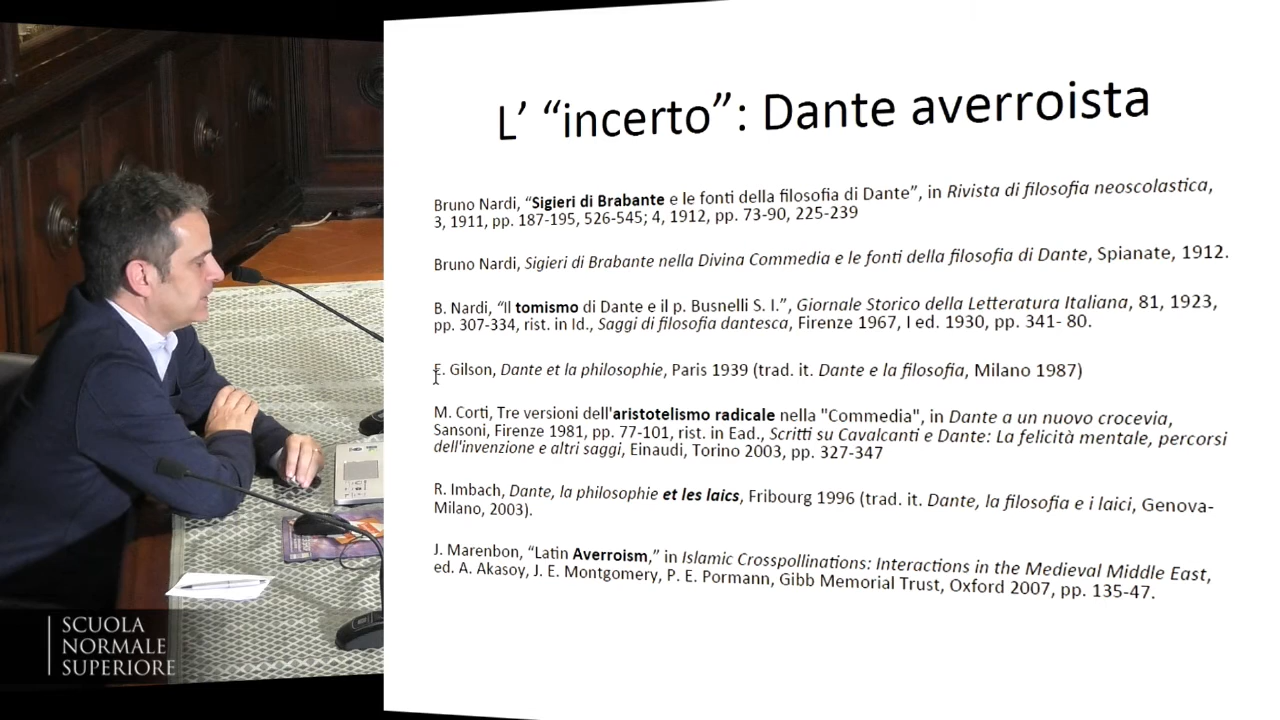 L’ “incerto”: Dante averroista
Bruno Nardi, “Sigieri di Brabante e le fonti della filosofia di Dante”, in Rivista di filosofia neoscolastica,
3, 1911, pp. 187-195, 526-545; 4, 1912, pp. 73-90, 225-239
Bruno Nardi, Sigieri di Brabante nella Divina Commedia e le fonti della filosofia di Dante, Spianate, 1912.
B. Nardi, “Il tomismo di Dante e il p. Busnelli S. I.”, Giornale Storico della Letteratura Italiana, 81, 1923,
pp. 307-334, rist. in Id., Saggi di filosofia dantesca, Firenze 1967, I ed. 1930, pp. 341- 80.
E. Gilson, Dante et la philosophie, Paris 1939 (trad. it. Dante e la filosofia, Milano 1987)
M. Corti, Tre versioni dell'aristotelismo radicale nella "Commedia", in Dante a un nuovo crocevia,
Sansoni, Firenze 1981, pp. 77-101, rist. in Ead., Scritti su Cavalcanti e Dante: La felicità mentale, percorsi
dell'invenzione e altri saggi, Einaudi, Torino 2003, pp. 327-347
R. Imbach, Dante, la philosophie et les laics, Fribourg 1996 (trad. it. Dante, la filosofia e i laici, Genova-
Milano, 2003).
J. Marenbon, “Latin Averroism,” in Islamic Crosspollinations: Interactions in the Medieval Middle East,
ed. A. Akasoy, J. E. Montgomery, P. E. Pormann, Gibb Memorial Trust, Oxford 2007, pp. 135-47.
SCUOLA
NORMALE
SUPERIORE